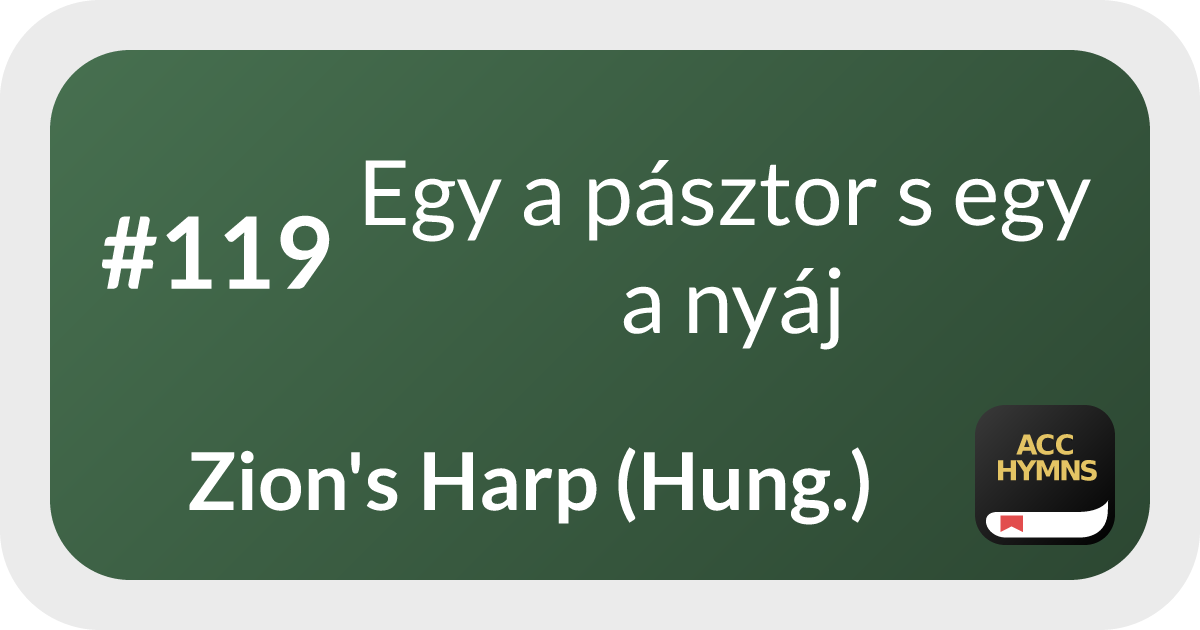 #119
Egy a pásztor s egy
a nyáj
Zion's Harp (Hung.)
ACC
HYMNS